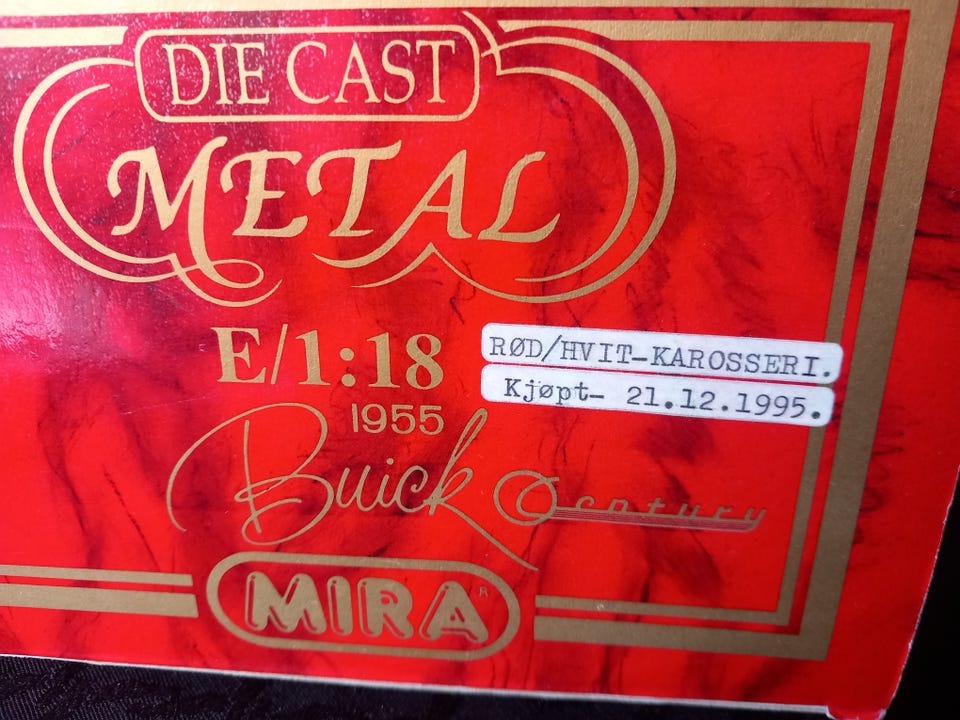 DIE CAST
METAL
E/1:18
RØD/HVIT-KAROSSERI.
Kjøpt- 21.12.1995.
1955
Buick Century
MIRA®